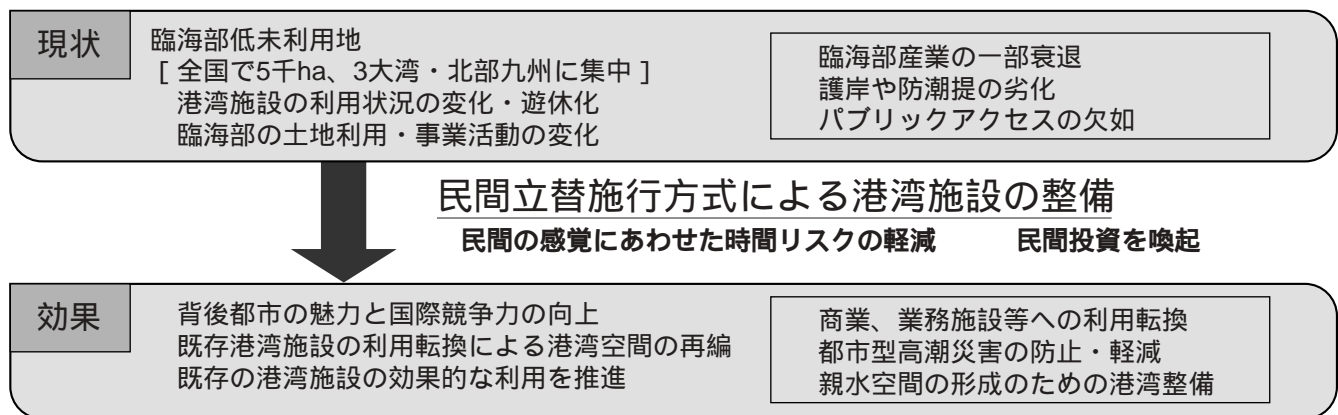 現状
臨海部低未利用地
[ 全国で5千ha、3大湾・北部九州に集中 ]
港湾施設の利用状況の変化・遊休化
臨海部の土地利用・事業活動の変化
臨海部産業の一部衰退
護岸や防潮提の劣化
パブリックアクセスの欠如
民間立替施行方式による港湾施設の整備
民間の感覚にあわせた時間リスクの軽減 民間投資を喚起
効果
背後都市の魅力と国際競争力の向上
既存港湾施設の利用転換による港湾空間の再編
既存の港湾施設の効果的な利用を推進
商業、業務施設等への利用転換
都市型高潮災害の防止・軽減
親水空間の形成のための港湾整備